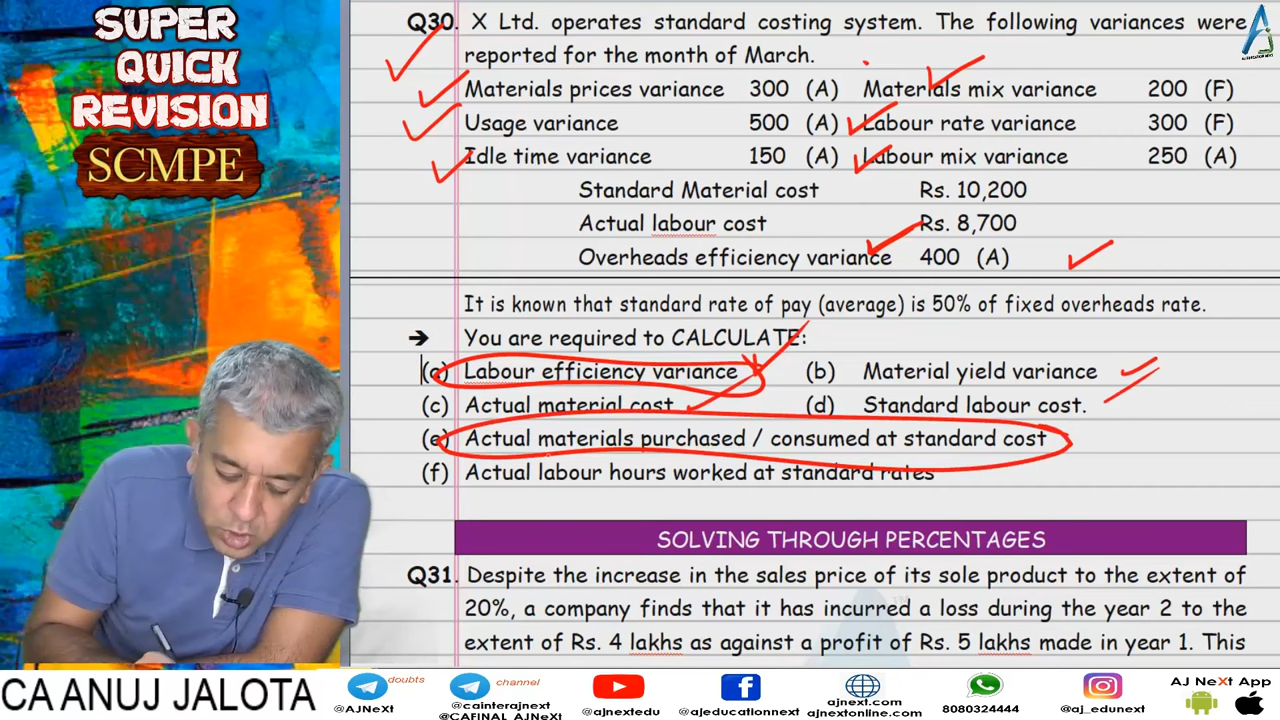 SUPER
QUICK
REVISION
SCMPE
Q30. X Ltd. operates standard costing system. The following variances were
reported for the month of March.
Materials prices variance 300 (A) Materials mix variance 200 (F)
Usage variance 500 (A) Labour rate variance 300 (F)
Idle time variance 150 (A) Labour mix variance 250 (A)
Standard Material cost Rs. 10,200
Actual labour cost Rs. 8,700
Overheads efficiency variance 400 (A)
It is known that standard rate of pay (average) is 50% of fixed overheads rate.
➔ You are required to CALCULATE:
(a) Labour efficiency variance (b) Material yield variance
(c) Actual material cost (d) Standard labour cost.
(e) Actual materials purchased / consumed at standard cost
(f) Actual labour hours worked at standard rates
SOLVING THROUGH PERCENTAGES
Q31. Despite the increase in the sales price of its sole product to the extent of
20%, a company finds that it has incurred a loss during the year 2 to the
extent of Rs. 4 lakhs as against a profit of Rs. 5 lakhs made in year 1. This
CA ANUJ JALOTA
doubts
@AJNeXt
channel
@cainterajnext
@CAFINAL_AJNeXt
@ajnextedu
@ajeducationnext
ajnext.com
ajnextonline.com
8080324444
@aj_edunext
AJ NeXt App